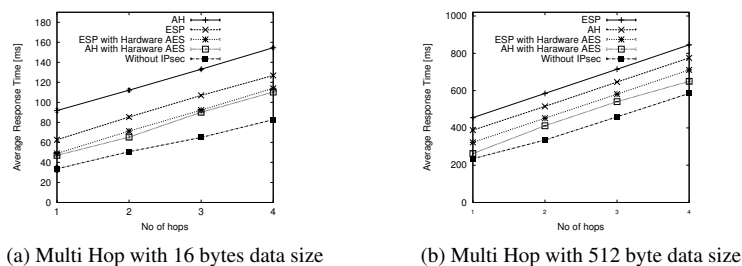 180
160
140
120
100
80
60
40
20
0
Average Response Time [ms]
AH
ESP
ESP with Hardware AES
AH with Haraware AES
Without IPsec
1 2 3 4
No of hops
(a) Multi Hop with 16 bytes data size
1000
800
600
400
200
0
Average Response Time [ms]
ESP
AH
ESP with Hardware AES
AH with Haraware AES
Without IPsec
1 2 3 4
No of hops
(b) Multi Hop with 512 byte data size